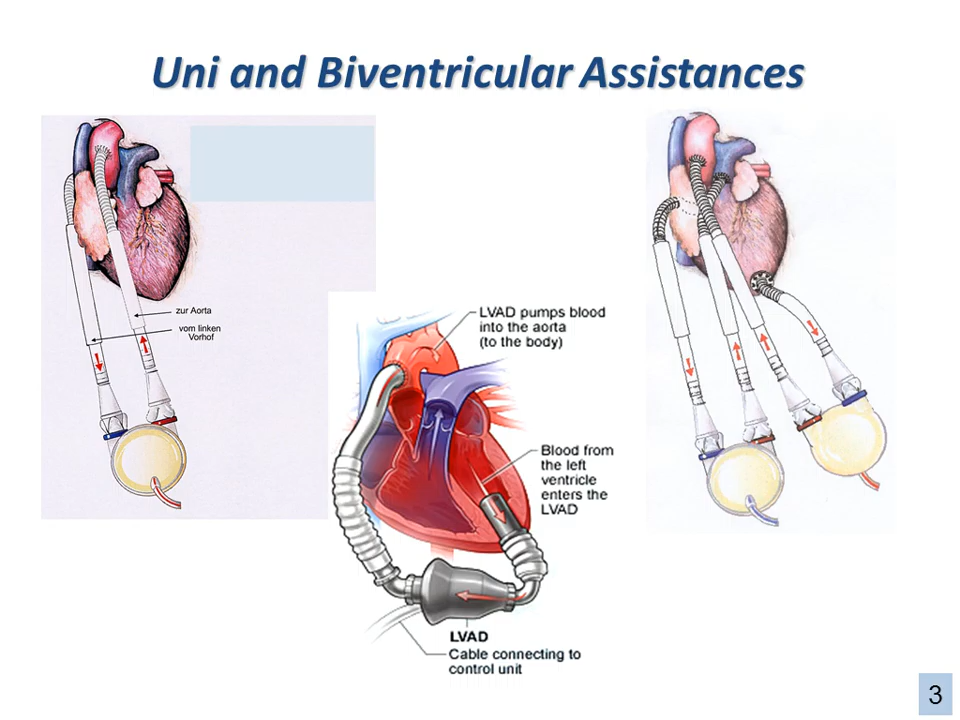 Uni and Biventricular Assistances
zur Aorta
vom linken
Vorhof
LVAD pumps blood
into the aorta
(to the body)
Blood from
the left
ventricle
enters the
LVAD
LVAD
Cable connecting to
control unit
3